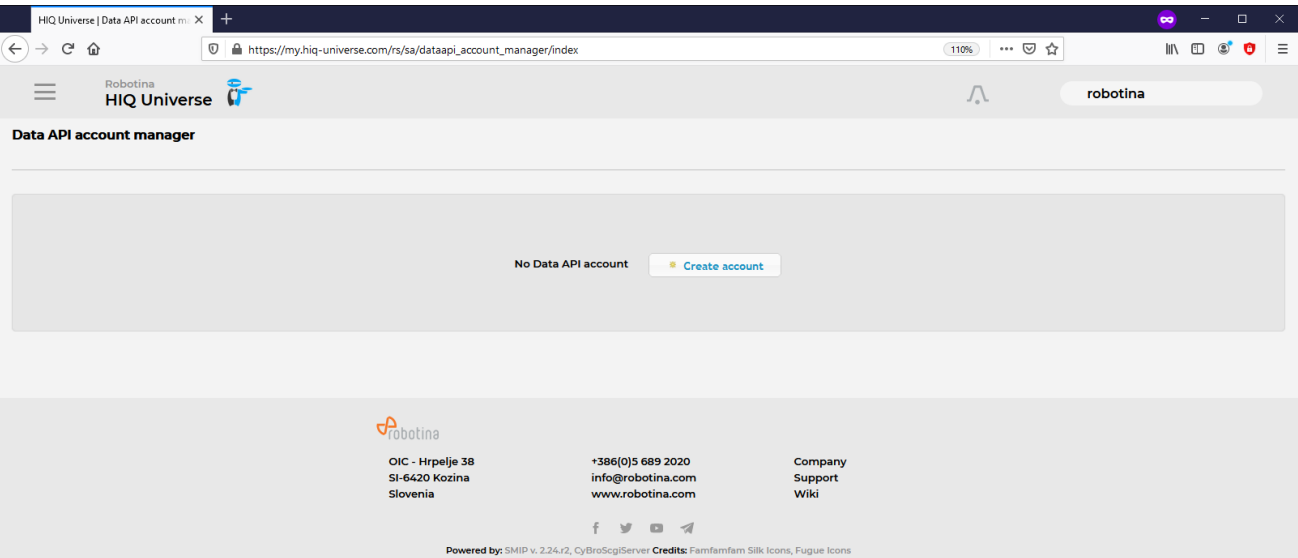 HIQ Universe | Data API account m
https://my.hiq-universe.com/rs/sa/dataapi_account_manager/index
110%
Robotina
HIQ Universe
robotina
Data API account manager
No Data API account
Create account
robotina
OIC - Hrpelje 38
SI-6420 Kozina
Slovenia
+386(0)5 689 2020
info@robotina.com
www.robotina.com
Company
Support
Wiki
Powered by: SMIP v. 2.24.r2, CyBroScgiServer Credits: Famfamfam Silk Icons, Fugue Icons